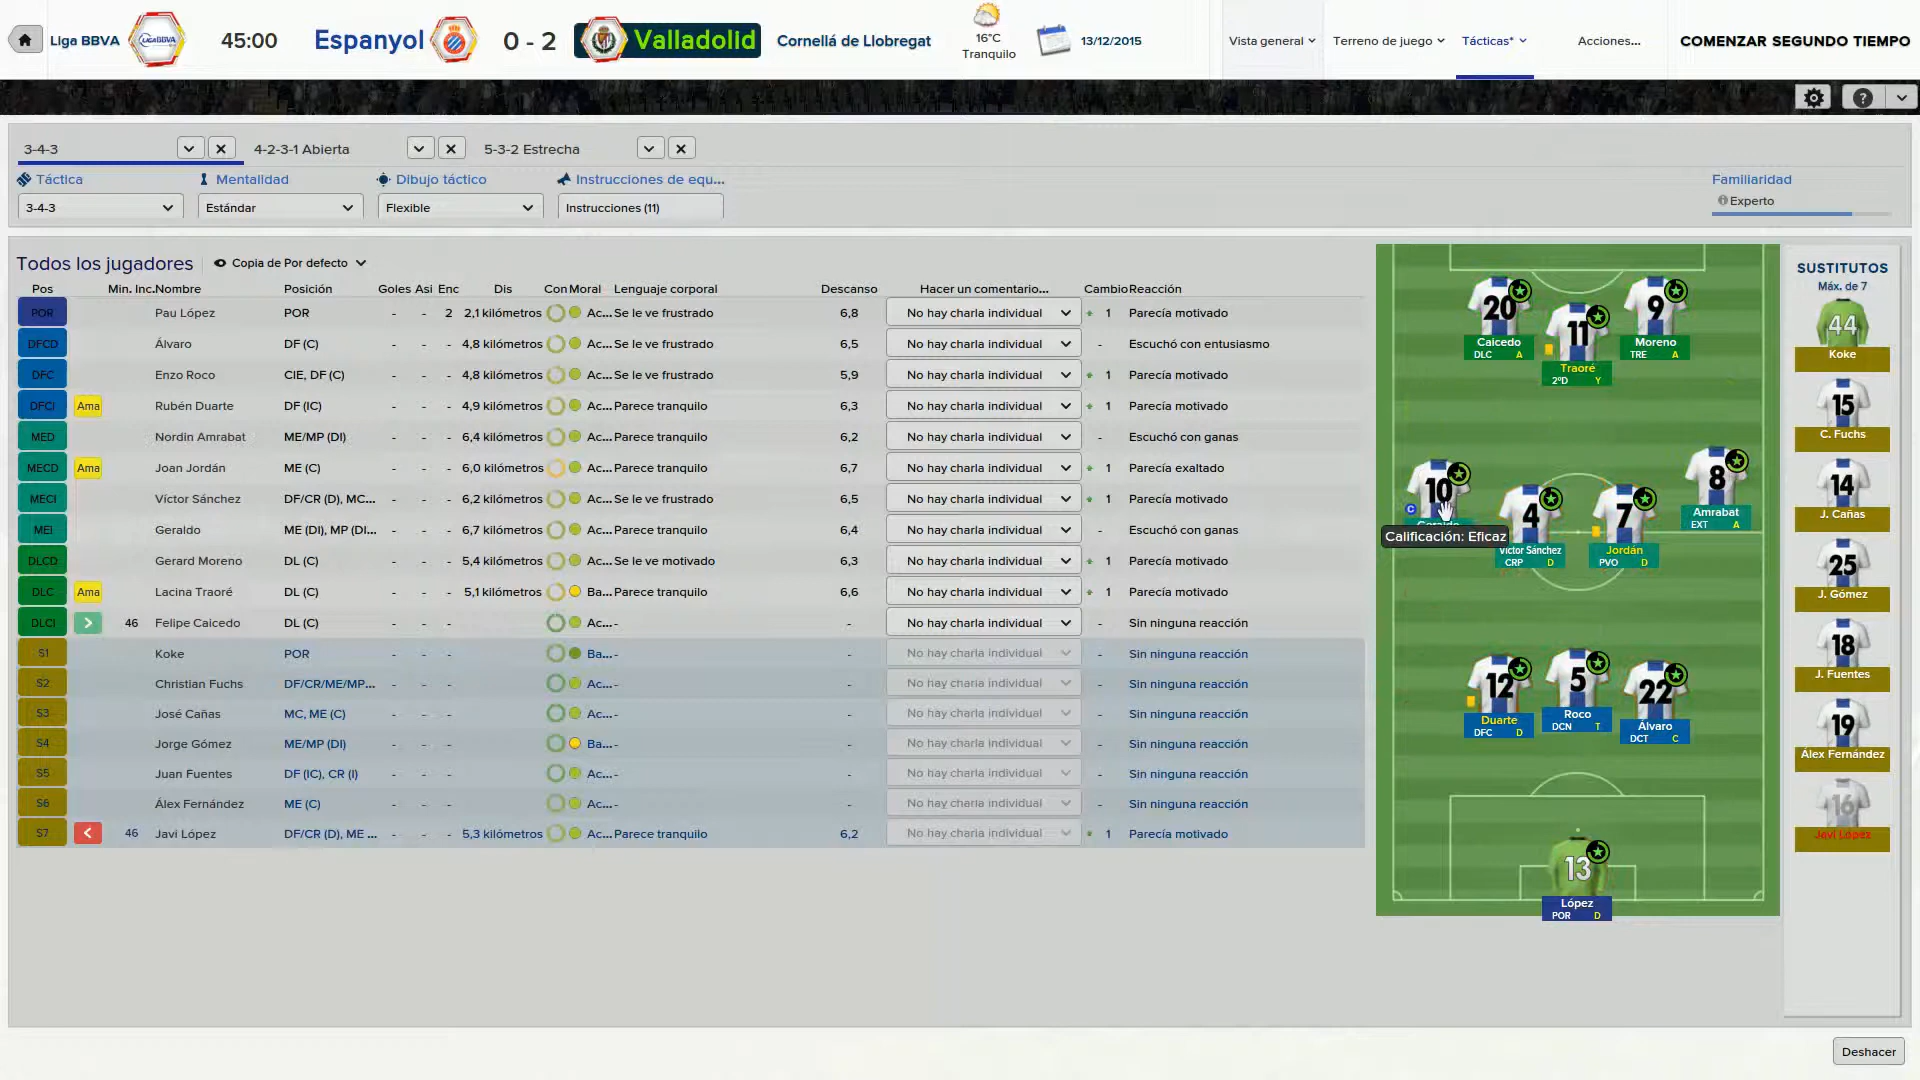 Liga BBVA 45:00 Espanyol 0 - 2 Valladolid Cornellá de Llobregat 16°C Tranquilo 13/12/2015 Vista general Terreno de juego Tácticas* Acciones... COMENZAR SEGUNDO TIEMPO
3-4-3 4-2-3-1 Abierta 5-3-2 Estrecha
Táctica Mentalidad Dibujo táctico Instrucciones de equ... Familiaridad
3-4-3 Estándar Flexible Instrucciones (11) Experto
Todos los jugadores Copia de Por defecto
Pos Min. Inc. Nombre Posición Goles Asi Enc Dis Con Moral Lenguaje corporal Descanso Hacer un comentario... Cambio Reacción
POR Pau López POR - - 2 2,1 kilómetros Ac... Se le ve frustrado 6,8 No hay charla individual 1 Parecía motivado
DFCD Álvaro DF (C) - - - 4,8 kilómetros Ac... Se le ve frustrado 6,5 No hay charla individual - Escuchó con entusiasmo
DFC Enzo Roco CIE, DF (C) - - - 4,8 kilómetros Ac... Se le ve frustrado 5,9 No hay charla individual 1 Parecía motivado
DFCI Ama Rubén Duarte DF (IC) - - - 4,9 kilómetros Ac... Parece tranquilo 6,3 No hay charla individual 1 Parecía motivado
MED Nordin Amrabat ME/MP (DI) - - - 6,4 kilómetros Ac... Parece tranquilo 6,2 No hay charla individual - Escuchó con ganas
MECD Ama Joan Jordán ME (C) - - - 6,0 kilómetros Ac... Parece tranquilo 6,7 No hay charla individual 1 Parecía exaltado
MECI Víctor Sánchez DF/CR (D), MC... - - - 6,2 kilómetros Ac... Se le ve frustrado 6,5 No hay charla individual 1 Parecía motivado
MEI Geraldo ME (DI), MP (DI... - - - 6,7 kilómetros Ac... Parece tranquilo 6,4 No hay charla individual - Escuchó con ganas
DLCD Gerard Moreno DL (C) - - - 5,4 kilómetros Ac... Se le ve motivado 6,3 No hay charla individual 1 Parecía motivado
DLC Ama Lacina Traoré DL (C) - - - 5,1 kilómetros Ba... Parece tranquilo 6,6 No hay charla individual 1 Parecía motivado
DLCI 46 Felipe Caicedo DL (C) - - - Ac... - - No hay charla individual - Sin ninguna reacción
S1 Koke POR - - - Ba... - - No hay charla individual - Sin ninguna reacción
S2 Christian Fuchs DF/CR/ME/MP... - - - Ac... - - No hay charla individual - Sin ninguna reacción
S3 José Cañas MC, ME (C) - - - Ac... - - No hay charla individual - Sin ninguna reacción
S4 Jorge Gómez ME/MP (DI) - - - Ba... - - No hay charla individual - Sin ninguna reacción
S5 Juan Fuentes DF (IC), CR (I) - - - Ac... - - No hay charla individual - Sin ninguna reacción
S6 Álex Fernández ME (C) - - - Ac... - - No hay charla individual - Sin ninguna reacción
S7 46 Javi López DF/CR (D), ME ... - - - 5,3 kilómetros Ac... Parece tranquilo 6,2 No hay charla individual 1 Parecía motivado
20 11 9
Caicedo Moreno
DLC A TRE A
Traoré
2ºD Y
10 4 7 8
C Geraldo Amrabat
EXT A
Calificación: Eficaz
Víctor Sánchez Jordán
CRP D PVO D
12 5 22
Duarte Roco Álvaro
DFC D DCN T DCT C
13
López
POR D
SUSTITUTOS
Máx. de 7
44
Koke
15
C. Fuchs
14
J. Cañas
25
J. Gómez
18
J. Fuentes
19
Álex Fernández
16
Javi López
Deshacer